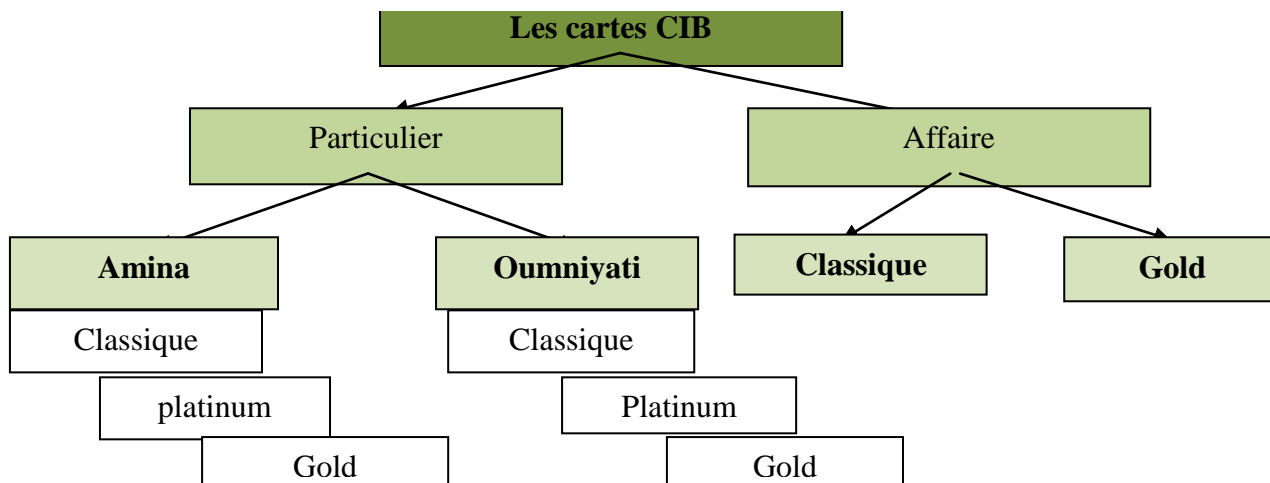 Les cartes CIB
Particulier
Affaire
Amina
Oumniyati
Classique
Gold
Classique
Classique
platinum
Platinum
Gold
Gold